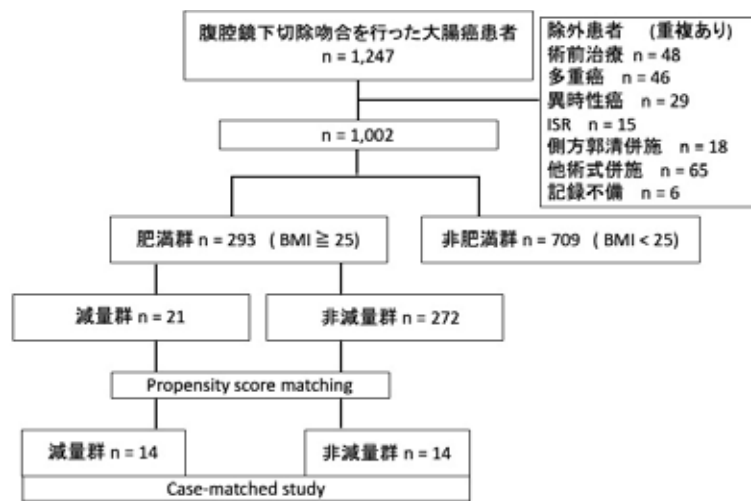 腹腔鏡下切除吻合を行った大腸癌患者
n = 1,247
除外患者 (重複あり)
術前治療 n = 48
多重癌 n = 46
異時性癌 n = 29
ISR n = 15
側方郭清併施 n = 18
他術式併施 n = 65
記録不備 n = 6
n = 1,002
肥満群 n = 293 ( BMI ≧ 25)
非肥満群 n = 709 ( BMI < 25)
減量群 n = 21
非減量群 n = 272
Propensity score matching
減量群 n = 14
非減量群 n = 14
Case-matched study